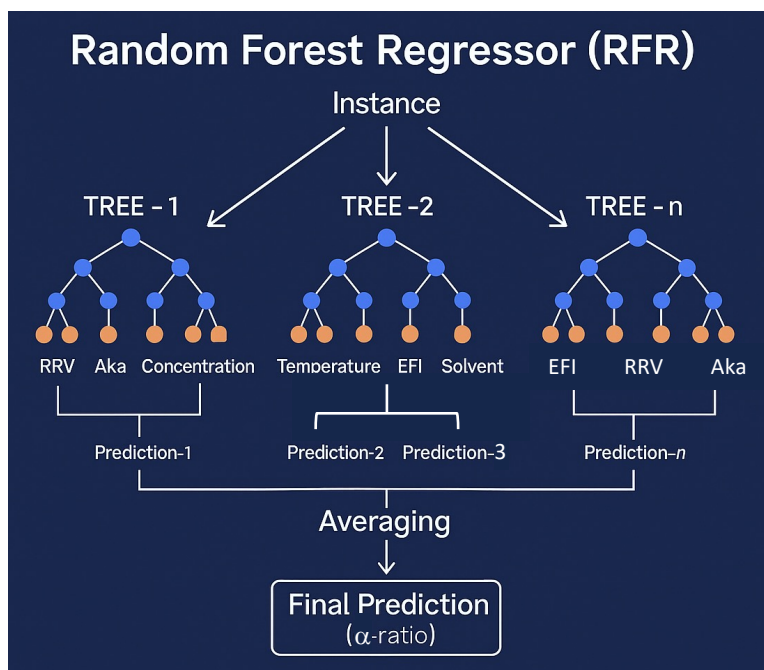 Random Forest Regressor (RFR)
Instance
TREE - 1
TREE -2
TREE - n
RRV Aka Concentration
Temperature EFI Solvent
EFI RRV Aka
Prediction-1
Prediction-2 Prediction-3
Prediction-n
Averaging
Final Prediction
(α-ratio)